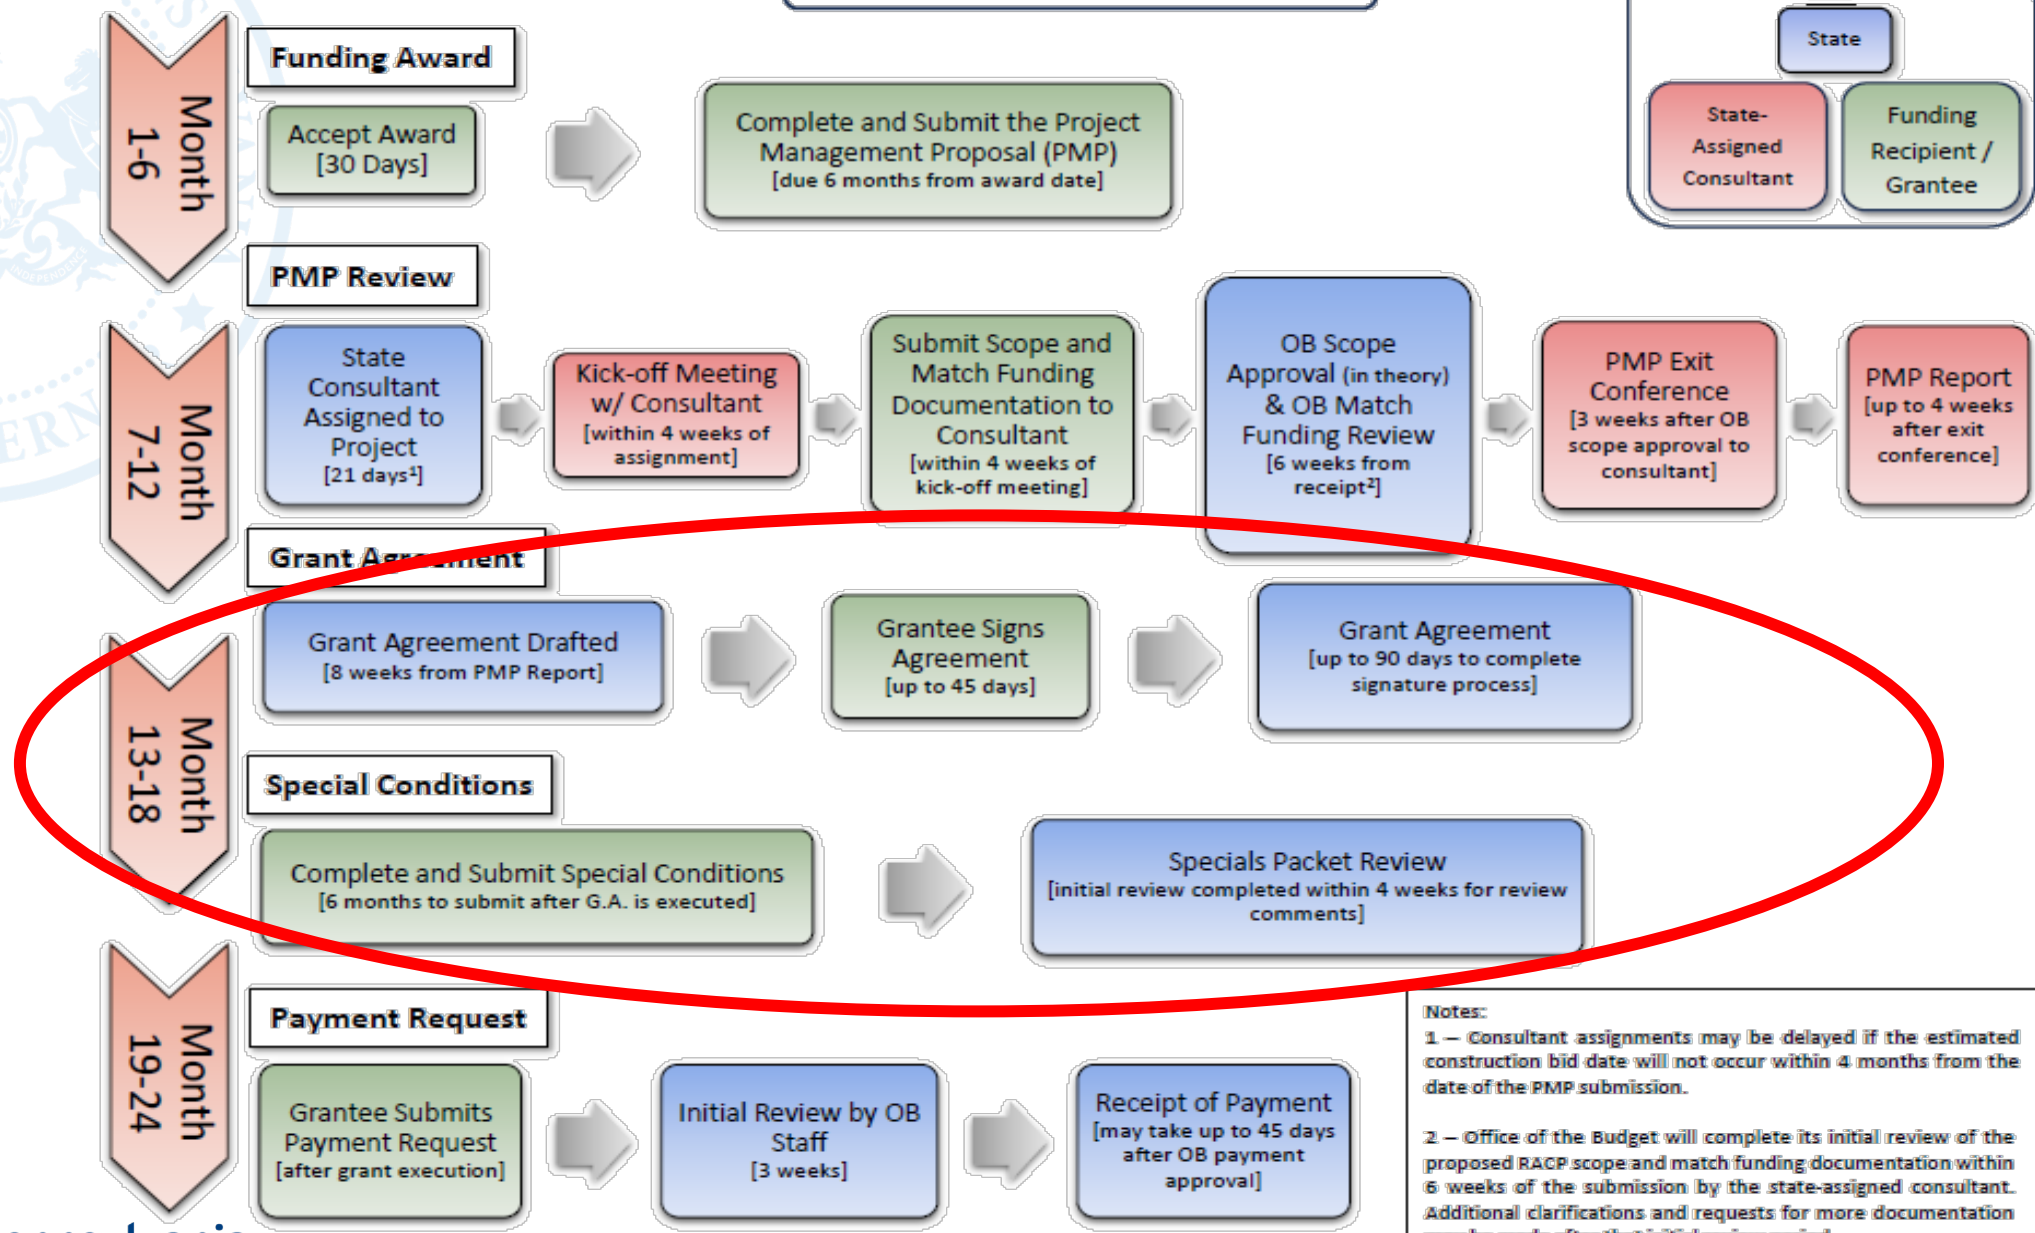 State
State-
Assigned
Consultant
Funding
Recipient /
Grantee
Month
1-6
Funding Award
Accept Award
[30 Days]
Complete and Submit the Project
Management Proposal (PMP)
[due 6 months from award date]
Month
7-12
PMP Review
State
Consultant
Assigned to
Project
[21 days¹]
Kick-off Meeting
w/ Consultant
[within 4 weeks of
assignment]
Submit Scope and
Match Funding
Documentation to
Consultant
[within 4 weeks of
kick-off meeting]
OB Scope
Approval (in theory)
& OB Match
Funding Review
[6 weeks from
receipt²]
PMP Exit
Conference
[3 weeks after OB
scope approval to
consultant]
PMP Report
[up to 4 weeks
after exit
conference]
Month
13-18
Grant Agreement
Grant Agreement Drafted
[8 weeks from PMP Report]
Grantee Signs
Agreement
[up to 45 days]
Grant Agreement
[up to 90 days to complete
signature process]
Special Conditions
Complete and Submit Special Conditions
[6 months to submit after G.A. is executed]
Specials Packet Review
[initial review completed within 4 weeks for review
comments]
Month
19-24
Payment Request
Grantee Submits
Payment Request
[after grant execution]
Initial Review by OB
Staff
[3 weeks]
Receipt of Payment
[may take up to 45 days
after OB payment
approval]
Notes:
1 – Consultant assignments may be delayed if the estimated
construction bid date will not occur within 4 months from the
date of the PMP submission.
2 – Office of the Budget will complete its initial review of the
proposed RACP scope and match funding documentation within
6 weeks of the submission by the state-assigned consultant.
Additional clarifications and requests for more documentation
INDEPENDENCE